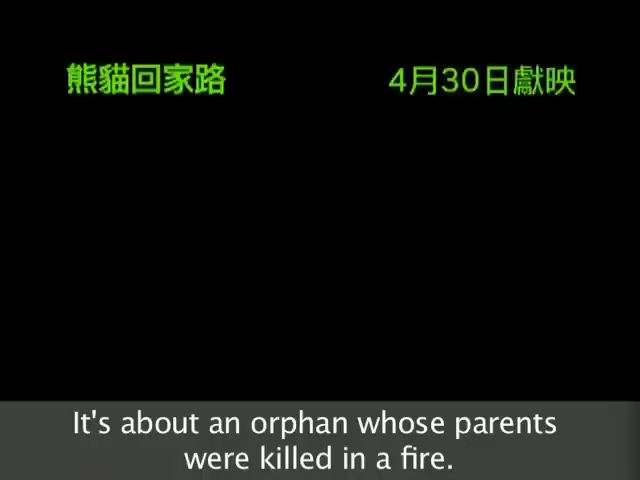 熊貓回家路
4月30日獻映
It's about an orphan whose parents
were killed in a fire.